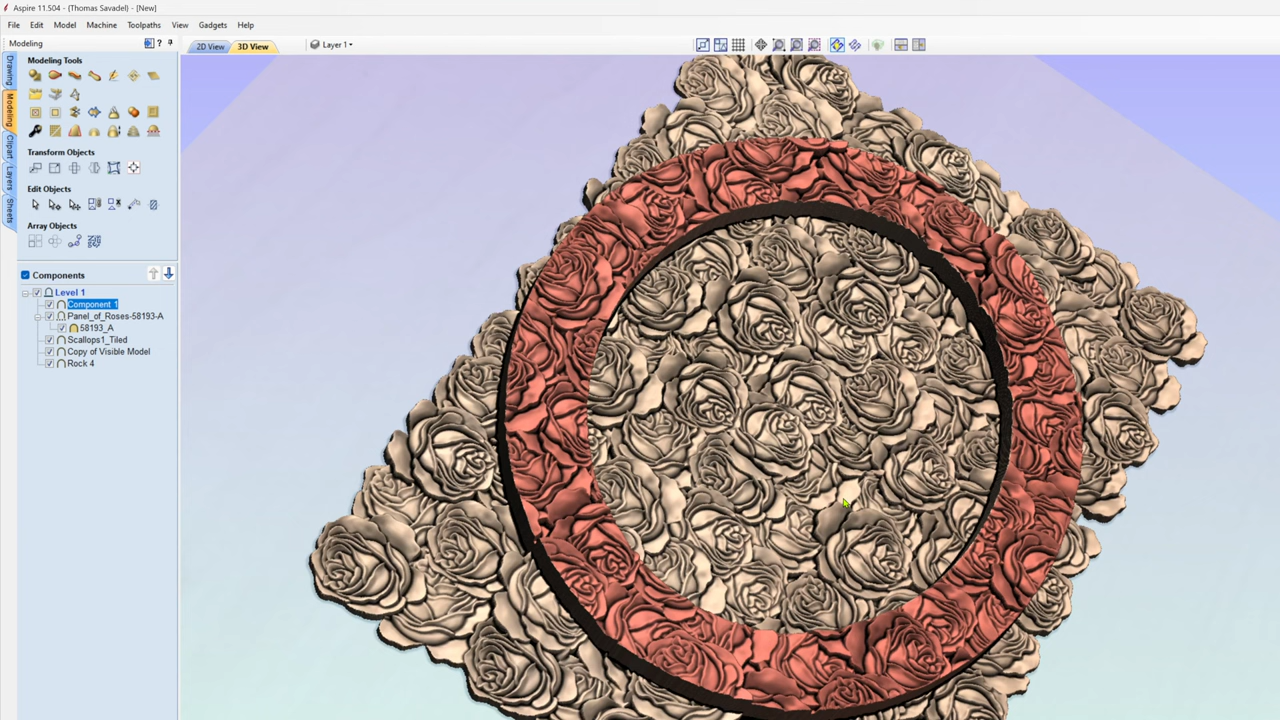 Aspire 11.504 - {Thomas Savadel} - [New]
File Edit Model Machine Toolpaths View Gadgets Help
Modeling ?
2D View 3D View Layer 1
Drawing
Modeling
Clipart
Layers
Sheets
Modeling Tools
Transform Objects
Edit Objects
Array Objects
Components
Level 1
Component 1
Panel_of_Roses-58193-A
58193_A
Scallops1_Tiled
Copy of Visible Model
Rock 4